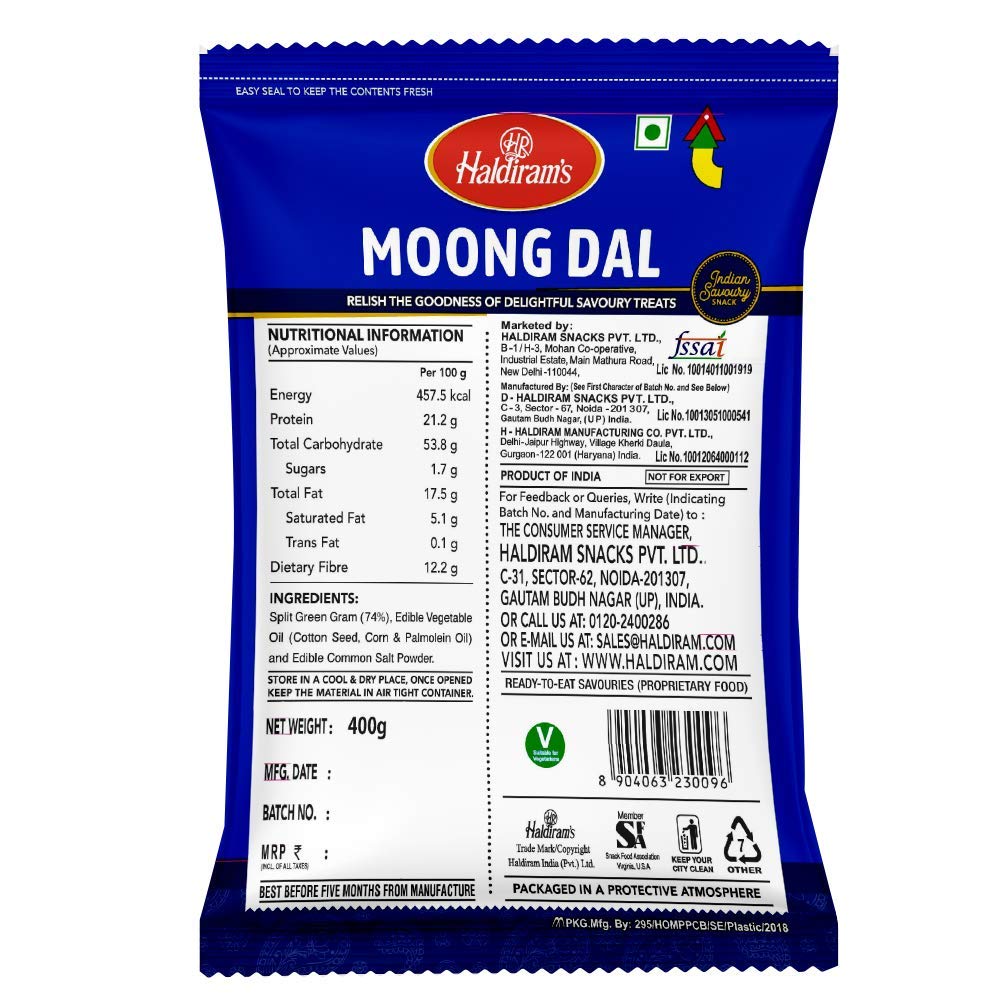 EASY SEAL TO KEEP THE CONTENTS FRESH
HR
Haldiram's
MOONG DAL
Indian
Savoury
SNACK
RELISH THE GOODNESS OF DELIGHTFUL SAVOURY TREATS
NUTRITIONAL INFORMATION
(Approximate Values)
Per 100 g
Energy 457.5 kcal
Protein 21.2 g
Total Carbohydrate 53.8 g
Sugars 1.7 g
Total Fat 17.5 g
Saturated Fat 5.1 g
Trans Fat 0.1 g
Dietary Fibre 12.2 g
INGREDIENTS:
Split Green Gram (74%), Edible Vegetable
Oil (Cotton Seed, Corn & Palmolein Oil)
and Edible Common Salt Powder.
STORE IN A COOL & DRY PLACE, ONCE OPENED
KEEP THE MATERIAL IN AIR TIGHT CONTAINER.
NET WEIGHT : 400g
MFG. DATE :
BATCH NO. :
MRP ₹ :
(INCL. OF ALL TAXES)
BEST BEFORE FIVE MONTHS FROM MANUFACTURE
Marketed by:
HALDIRAM SNACKS PVT. LTD.,
B-1/H-3, Mohan Co-operative,
Industrial Estate, Main Mathura Road,
New Delhi-110044,
fssai
Lic No. 10014011001919
Manufactured By: (See First Character of Batch No. and See Below)
D - HALDIRAM SNACKS PVT. LTD.,
C-3, Sector - 67, Noida -201 307,
Gautam Budh Nagar, (UP) India.
Lic No.10013051000541
H - HALDIRAM MANUFACTURING CO. PVT. LTD.,
Delhi-Jaipur Highway, Village Kherki Daula,
Gurgaon-122 001 (Haryana) India. Lic No. 10012064000112
PRODUCT OF INDIA NOT FOR EXPORT
For Feedback or Queries, Write (Indicating
Batch No. and Manufacturing Date) to :
THE CONSUMER SERVICE MANAGER,
HALDIRAM SNACKS PVT. LTD.
C-31, SECTOR-62, NOIDA-201307,
GAUTAM BUDH NAGAR (UP), INDIA.
OR CALL US AT: 0120-2400286
OR E-MAIL US AT: SALES@HALDIRAM.COM
VISIT US AT : WWW.HALDIRAM.COM
READY-TO-EAT SAVOURIES (PROPRIETARY FOOD)
V
Suitable for
Vegetarians
8 904063 230096
HR
Haldiram's
Trade Mark/Copyright
Haldiram India (Pvt.) Ltd.
Member
SFA
Snack Food Association
Virginia, U.S.A
KEEP YOUR
CITY CLEAN
7
OTHER
PACKAGED IN A PROTECTIVE ATMOSPHERE
PKG.Mfg. By: 295/HOMPPCB/SE/Plastic/2018